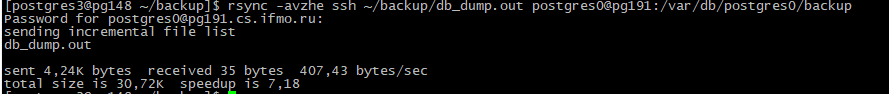 [postgres3@pg148 ~/backup]$ rsync -avzhe ssh ~/backup/db_dump.out postgres0@pg191:/var/db/postgres0/backup
Password for postgres0@pg191.cs.ifmo.ru:
sending incremental file list
db_dump.out
sent 4,24K bytes  received 35 bytes  407,43 bytes/sec
total size is 30,72K  speedup is 7,18